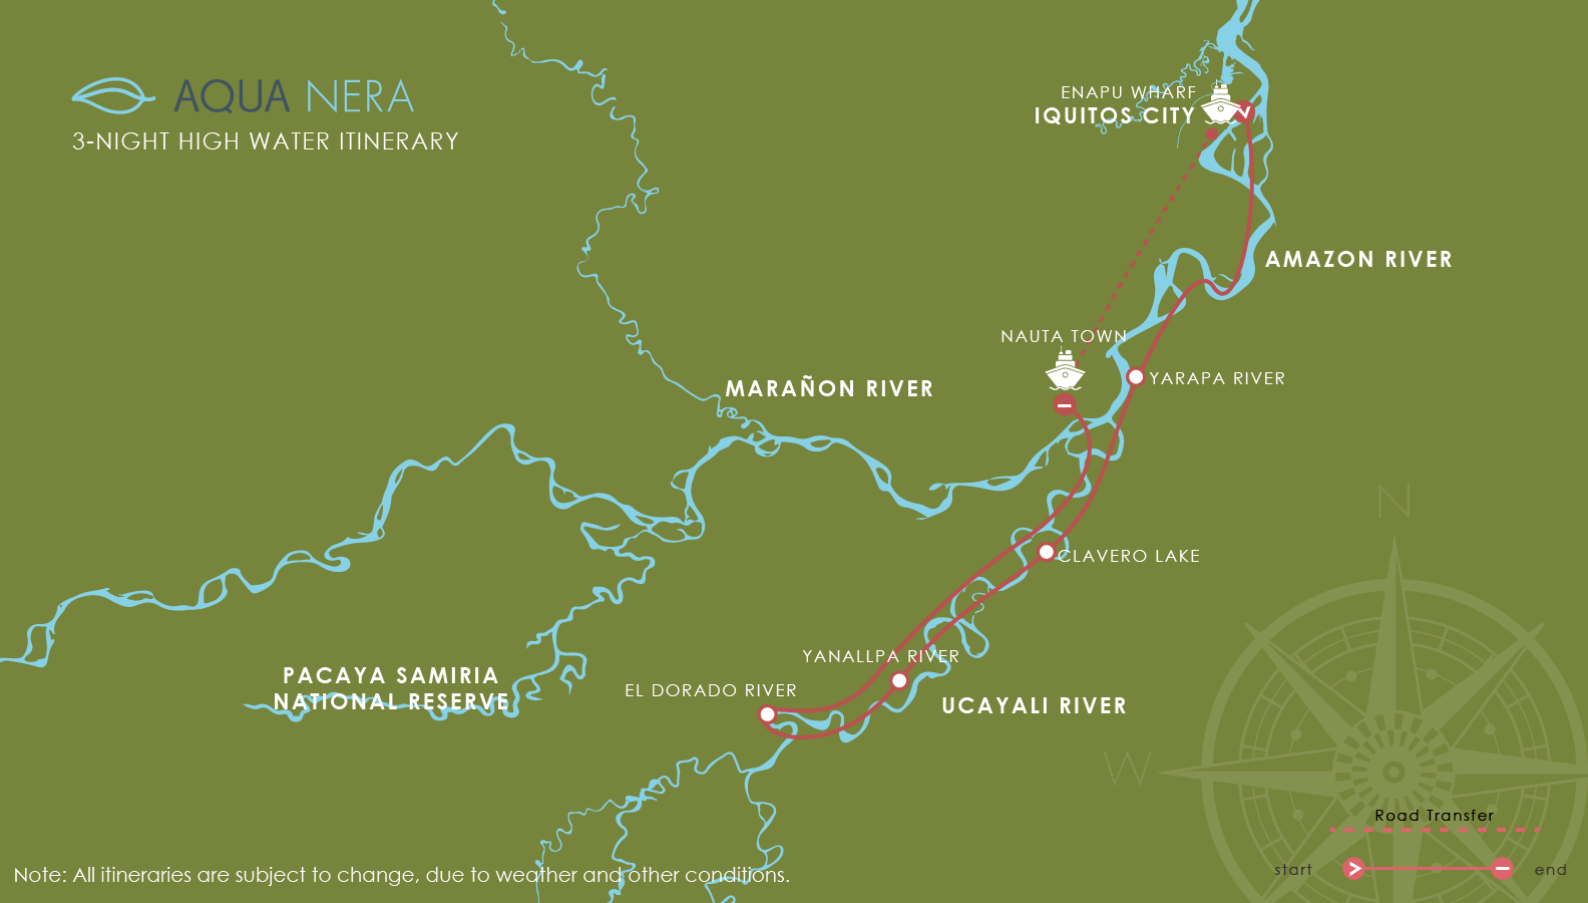 AQUA NERA
3-NIGHT HIGH WATER ITINERARY
ENAPU WHARF
IQUITOS CITY
AMAZON RIVER
NAUTA TOWN
YARAPA RIVER
MARAÑON RIVER
N
CLAVERO LAKE
YANALLPA RIVER
PACAYA SAMIRIA
NATIONAL RESERVE
EL DORADO RIVER
UCAYALI RIVER
W
Road Transfer
start
end
Note: All itineraries are subject to change, due to weather and other conditions.